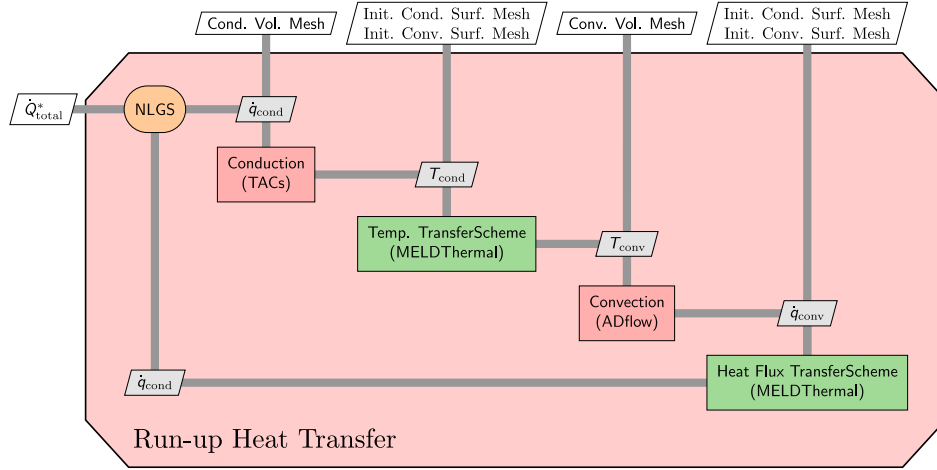 Cond. Vol. Mesh
Init. Cond. Surf. Mesh
Init. Conv. Surf. Mesh
Conv. Vol. Mesh
Init. Cond. Surf. Mesh
Init. Conv. Surf. Mesh
Q̇*total
NLGS
q̇cond
Conduction
(TACs)
Tcond
Temp. TransferScheme
(MELDThermal)
Tconv
Convection
(ADflow)
q̇conv
q̇cond
Heat Flux TransferScheme
(MELDThermal)
Run-up Heat Transfer